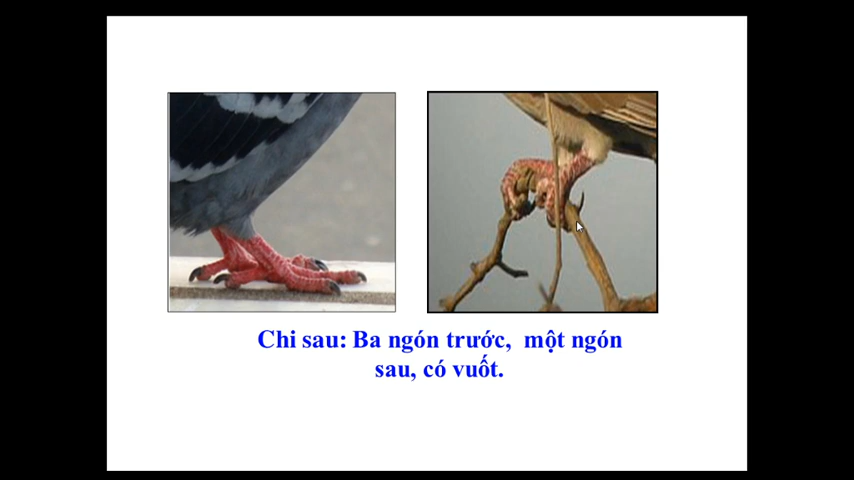 Chi sau: Ba ngón trước, một ngón
sau, có vuốt.